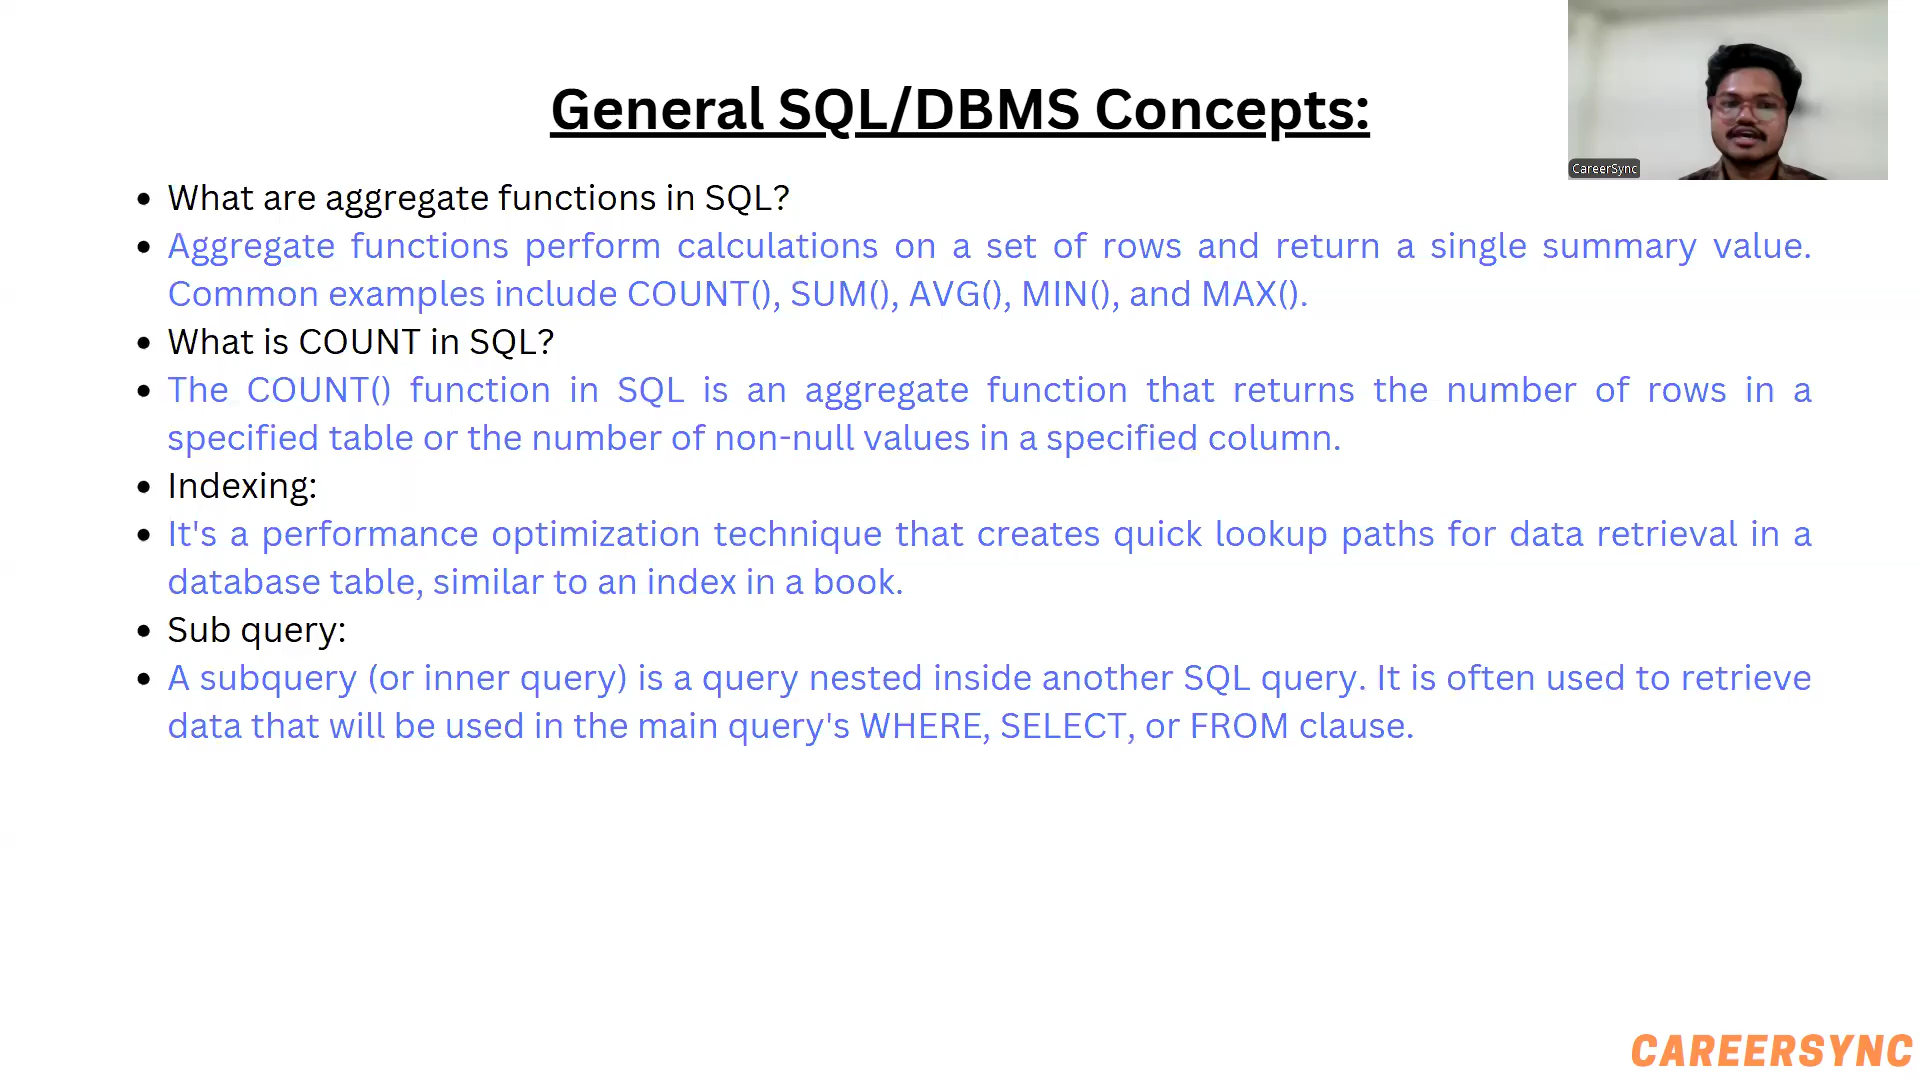 General SQL/DBMS Concepts:
CareerSync
• What are aggregate functions in SQL?
• Aggregate functions perform calculations on a set of rows and return a single summary value.
Common examples include COUNT(), SUM(), AVG(), MIN(), and MAX().
• What is COUNT in SQL?
• The COUNT() function in SQL is an aggregate function that returns the number of rows in a
specified table or the number of non-null values in a specified column.
• Indexing:
• It's a performance optimization technique that creates quick lookup paths for data retrieval in a
database table, similar to an index in a book.
• Sub query:
• A subquery (or inner query) is a query nested inside another SQL query. It is often used to retrieve
data that will be used in the main query's WHERE, SELECT, or FROM clause.
CAREERSYNC